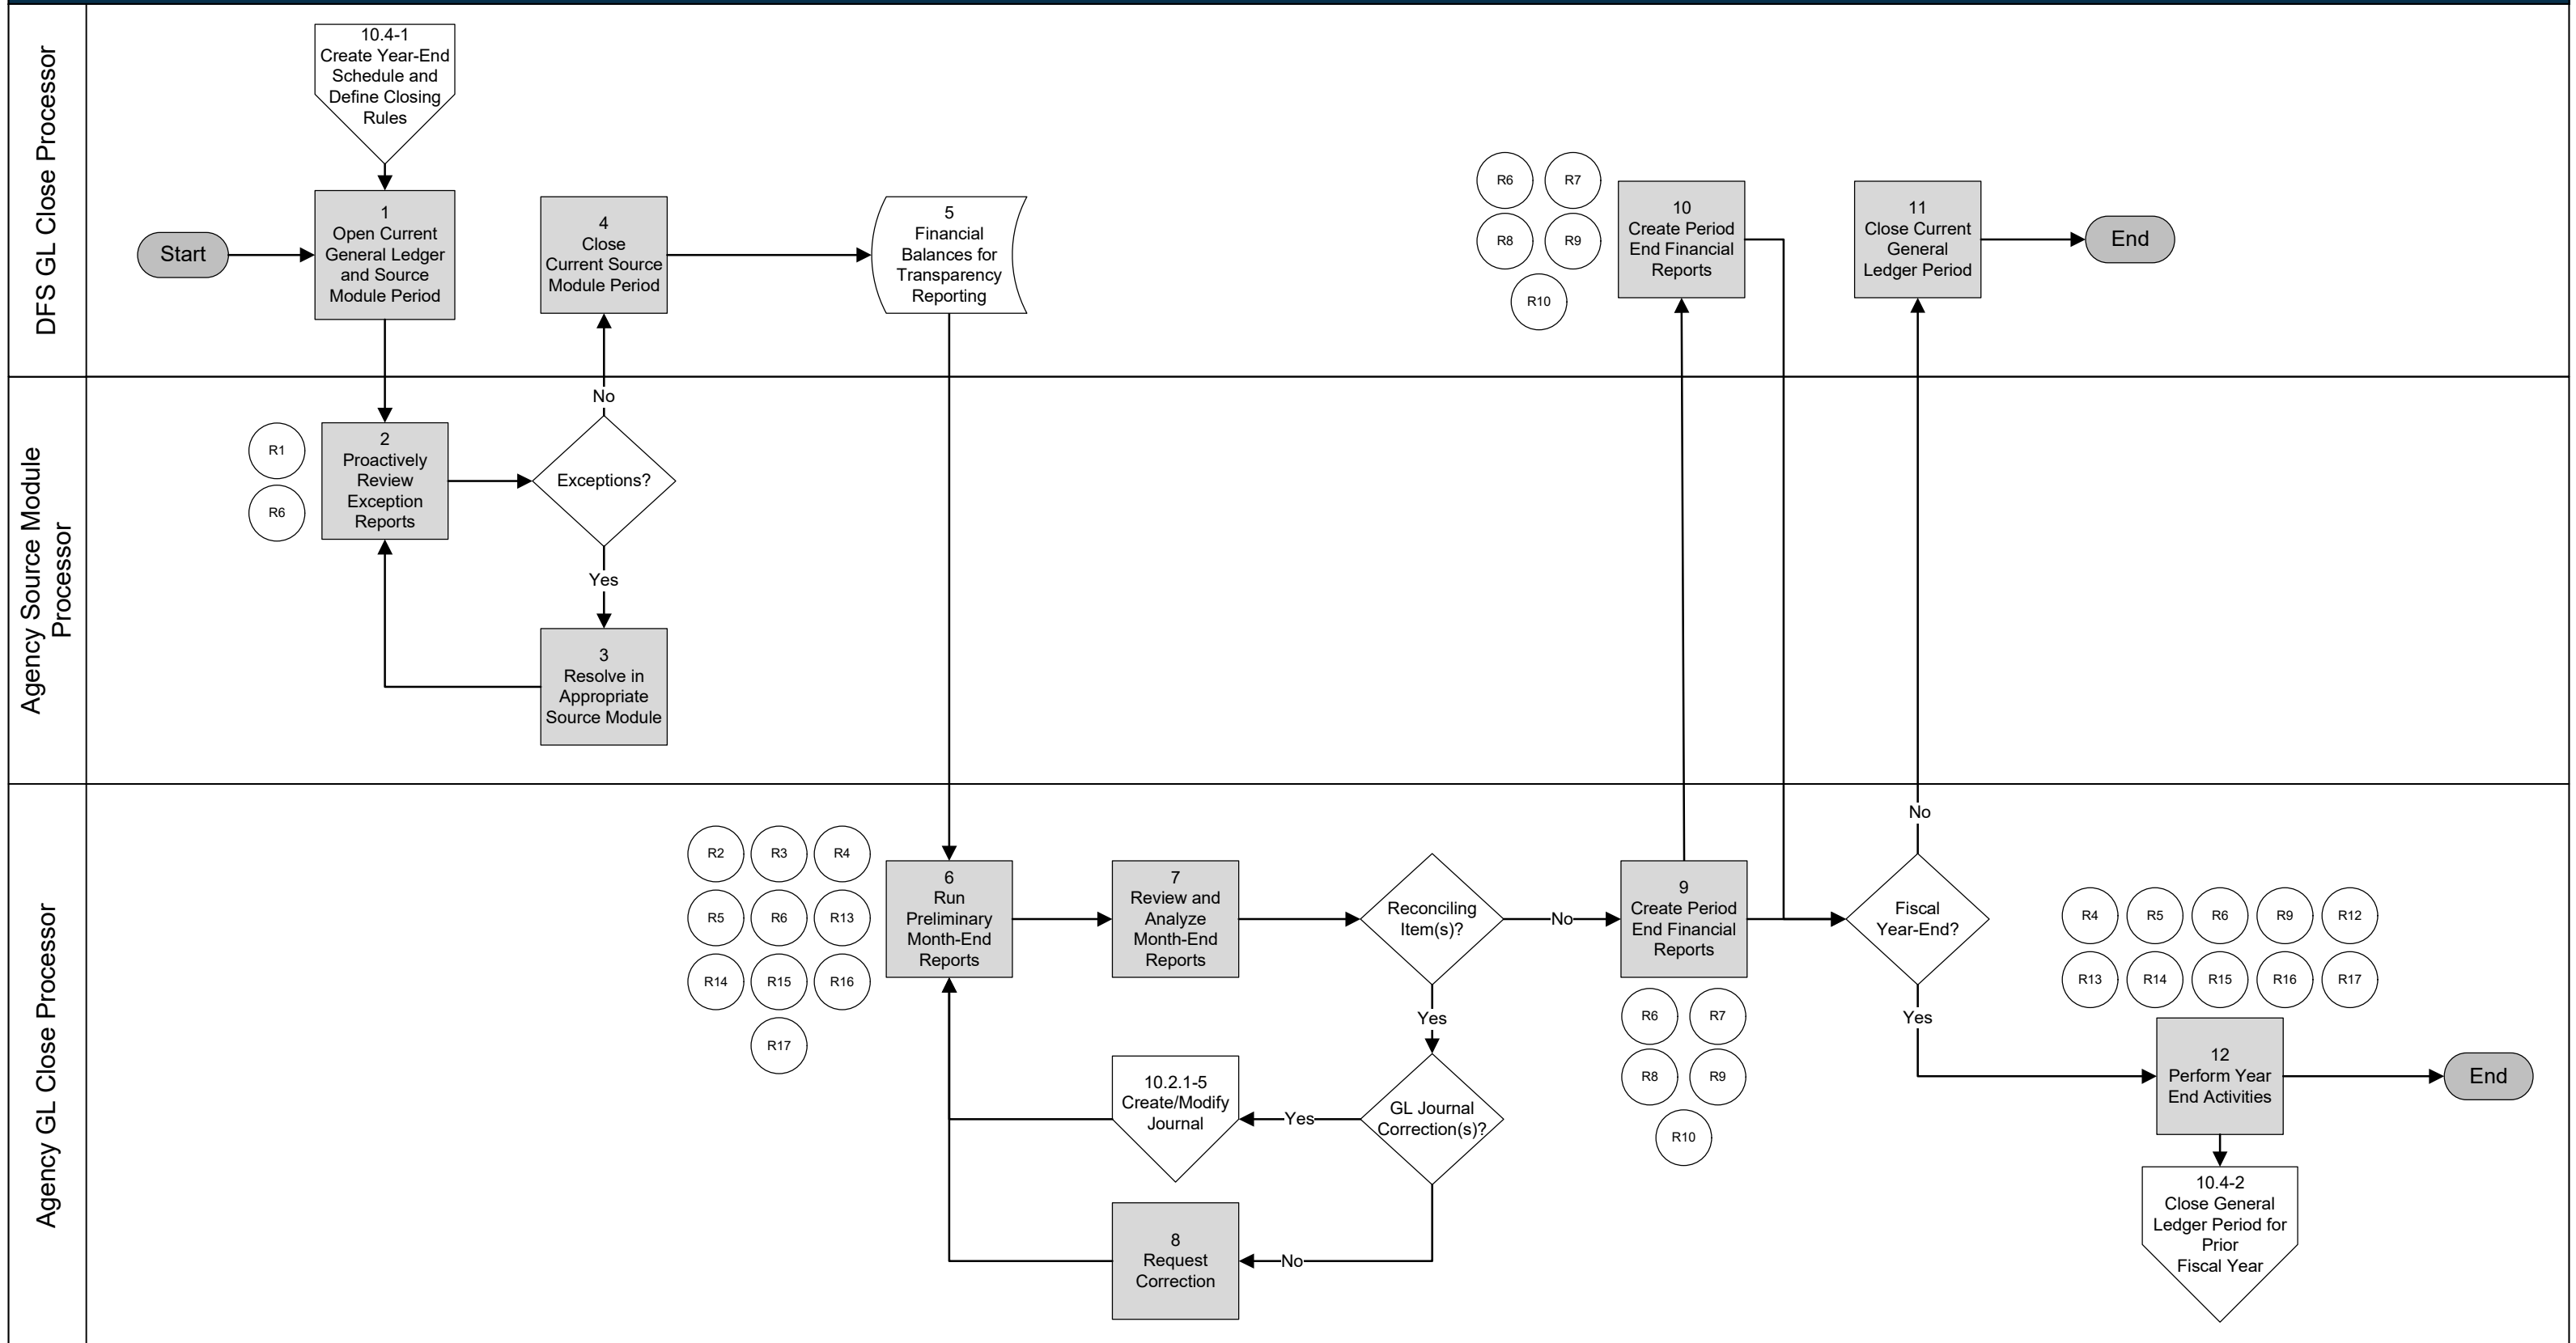 DFS GL Close Processor
10.4-1
Create Year-End
Schedule and
Define Closing
Rules
Start
1
Open Current
General Ledger
and Source
Module Period
4
Close
Current Source
Module Period
5
Financial
Balances for
Transparency
Reporting
R6
R7
R8
R9
R10
10
Create Period
End Financial
Reports
11
Close Current
General
Ledger Period
End
Agency Source Module
Processor
R1
R6
2
Proactively
Review
Exception
Reports
No
Exceptions?
Yes
3
Resolve in
Appropriate
Source Module
Agency GL Close Processor
R2
R3
R4
R5
R6
R13
R14
R15
R16
R17
6
Run
Preliminary
Month-End
Reports
7
Review and
Analyze
Month-End
Reports
Reconciling
Item(s)?
No
Yes
GL Journal
Correction(s)?
Yes
10.2.1-5
Create/Modify
Journal
No
8
Request
Correction
9
Create Period
End Financial
Reports
R6
R7
R8
R9
R10
No
Fiscal
Year-End?
Yes
R4
R5
R6
R9
R12
R13
R14
R15
R16
R17
12
Perform Year
End Activities
End
10.4-2
Close General
Ledger Period for
Prior
Fiscal Year